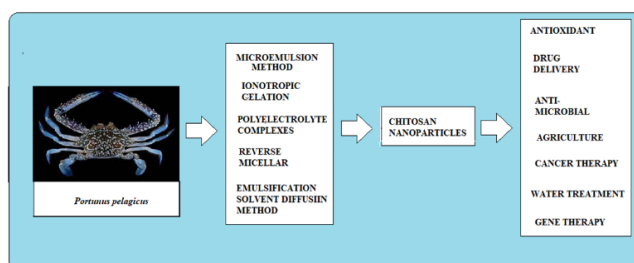 Portunus pelagicus
MICROEMULSION
METHOD
IONOTROPIC
GELATION
POLYELECTROLYTE
COMPLEXES
REVERSE
MICELLAR
EMULSIFICATION
SOLVENT DIFFUSIIN
METHOD
CHITOSAN
NANOPARTICLES
ANTIOXIDANT
DRUG
DELIVERY
ANTI-
MICROBIAL
AGRICULTURE
CANCER THERAPY
WATER TREATMENT
GENE THERAPY